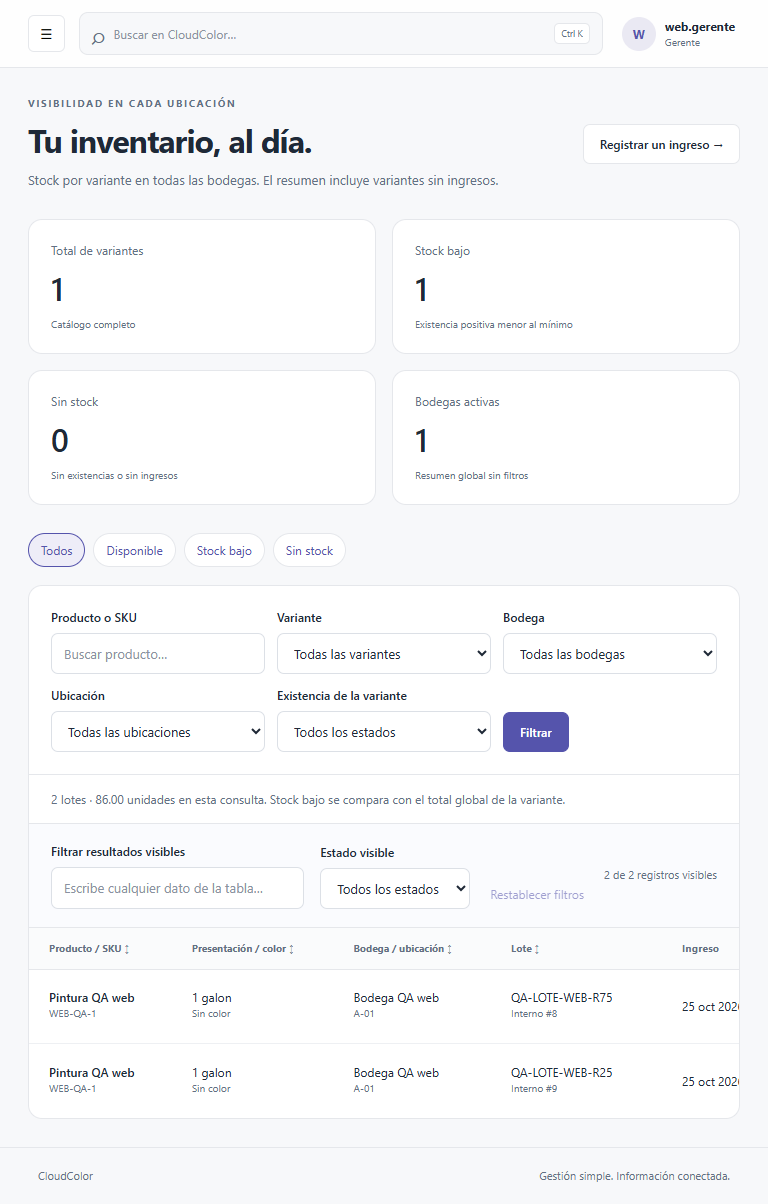 ☰
Buscar en CloudColor...
Ctrl K
W
web.gerente
Gerente
VISIBILIDAD EN CADA UBICACIÓN
Tu inventario, al día.
Registrar un ingreso →
Stock por variante en todas las bodegas. El resumen incluye variantes sin ingresos.
Total de variantes
1
Catálogo completo
Stock bajo
1
Existencia positiva menor al mínimo
Sin stock
0
Sin existencias o sin ingresos
Bodegas activas
1
Resumen global sin filtros
Todos
Disponible
Stock bajo
Sin stock
Producto o SKU
Variante
Bodega
Buscar producto...
Todas las variantes
Todas las bodegas
Ubicación
Existencia de la variante
Todas las ubicaciones
Todos los estados
Filtrar
2 lotes · 86.00 unidades en esta consulta. Stock bajo se compara con el total global de la variante.
Filtrar resultados visibles
Estado visible
Escribe cualquier dato de la tabla...
Todos los estados
Restablecer filtros
2 de 2 registros visibles
Producto / SKU ↕ Presentación / color ↕ Bodega / ubicación ↕ Lote ↕ Ingreso
Pintura QA web 1 galon Bodega QA web QA-LOTE-WEB-R75 25 oct 2026
WEB-QA-1 Sin color A-01 Interno #8
Pintura QA web 1 galon Bodega QA web QA-LOTE-WEB-R25 25 oct 2026
WEB-QA-1 Sin color A-01 Interno #9
CloudColor
Gestión simple. Información conectada.